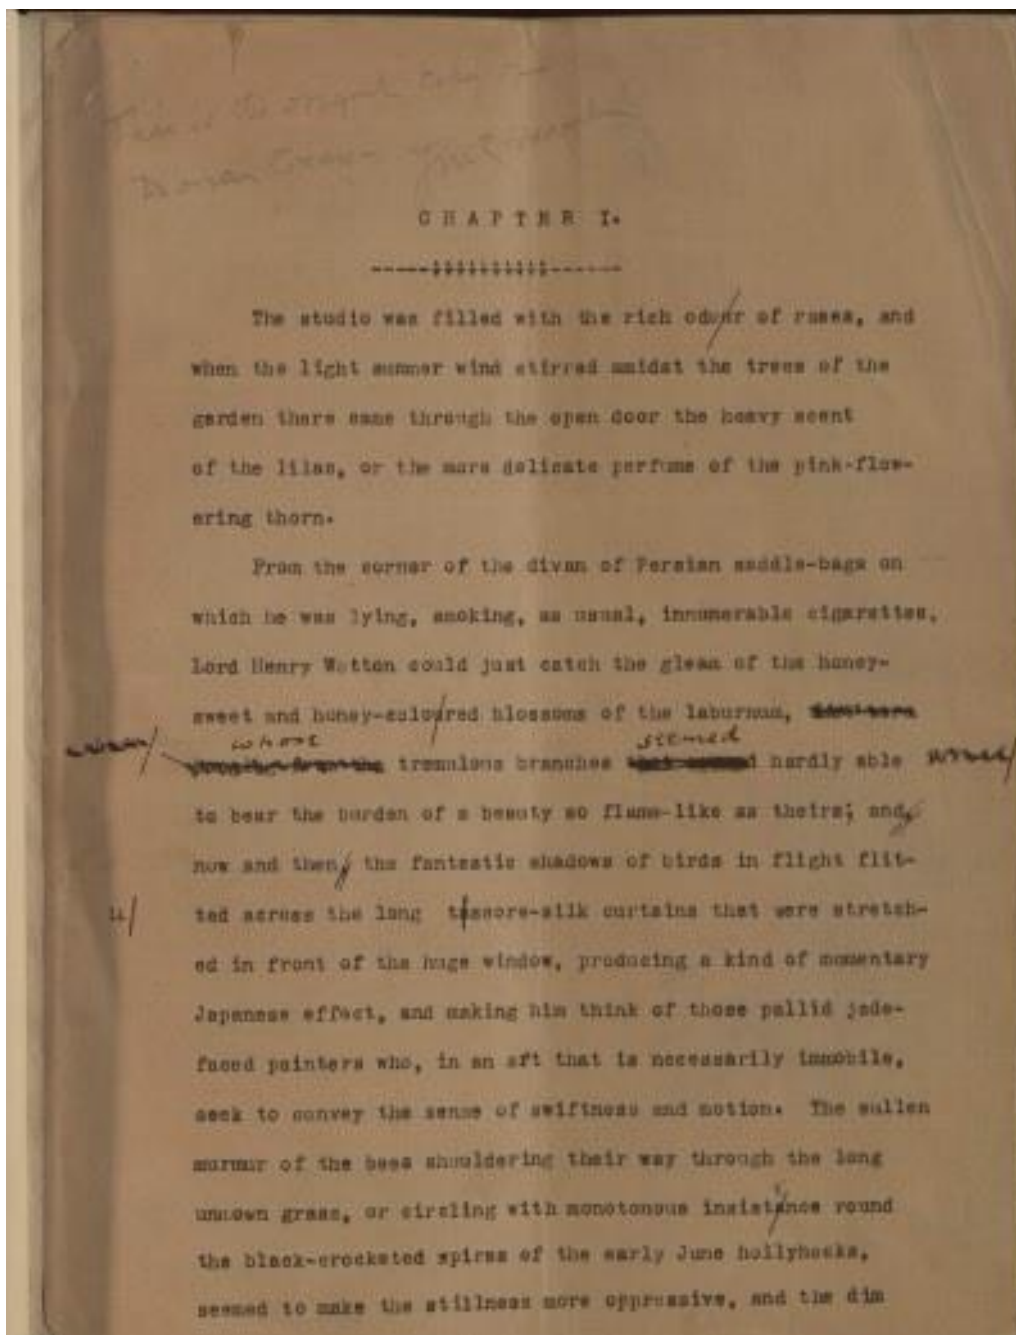 Dorian Gray
CHAPTER I.
The studio was filled with the rich odour of roses, and
when the light summer wind stirred amidst the trees of the
garden there came through the open door the heavy scent
of the lilac, or the more delicate perfume of the pink-flow-
ering thorn.
From the corner of the divan of Persian saddle-bags on
which he was lying, smoking, as usual, innumerable cigarettes,
Lord Henry Wotton could just catch the gleam of the honey-
sweet and honey-coloured blossoms of the laburnum,
whose seemed
tremulous branches hardly able
to bear the burden of a beauty so flame-like as theirs; and,
now and then, the fantastic shadows of birds in flight flit-
ted across the long tussore-silk curtains that were stretch-
ed in front of the huge window, producing a kind of momentary
Japanese effect, and making him think of those pallid jade-
faced painters who, in an art that is necessarily immobile,
seek to convey the sense of swiftness and motion. The sullen
murmur of the bees shouldering their way through the long
unmown grass, or circling with monotonous insistance round
the black-crocketed spires of the early June hollyhocks,
seemed to make the stillness more oppressive, and the dim